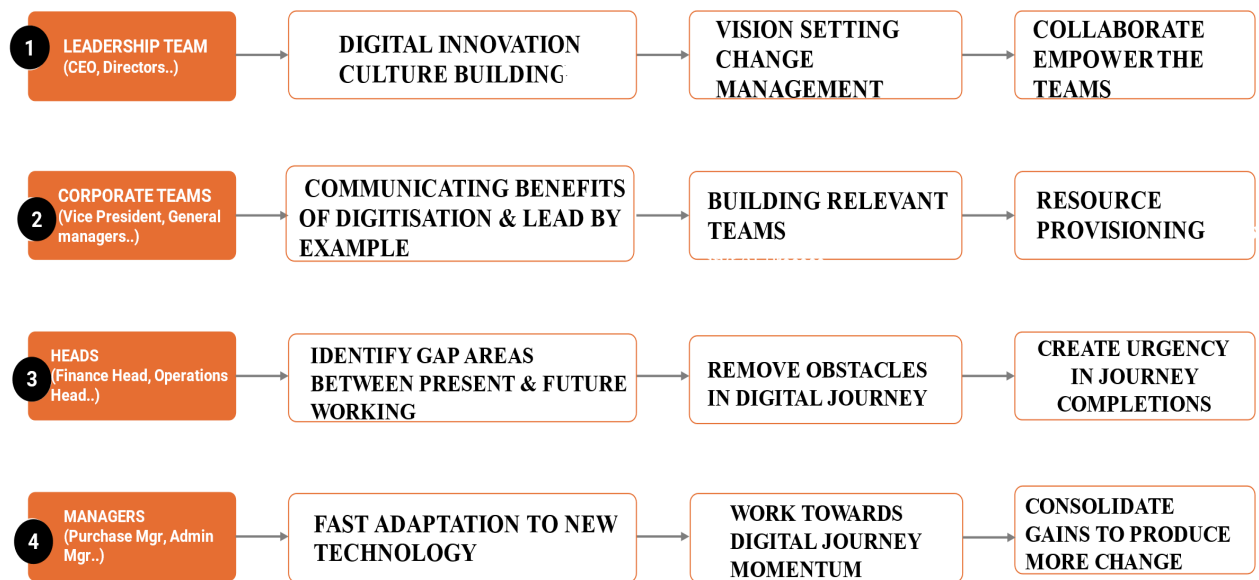 1
LEADERSHIP TEAM
(CEO, Directors..)
DIGITAL INNOVATION
CULTURE BUILDING
VISION SETTING
CHANGE
MANAGEMENT
COLLABORATE
EMPOWER THE
TEAMS
2
CORPORATE TEAMS
(Vice President, General
managers..)
COMMUNICATING BENEFITS
OF DIGITISATION & LEAD BY
EXAMPLE
BUILDING RELEVANT
TEAMS
RESOURCE
PROVISIONING
3
HEADS
(Finance Head, Operations
Head..)
IDENTIFY GAP AREAS
BETWEEN PRESENT & FUTURE
WORKING
REMOVE OBSTACLES
IN DIGITAL JOURNEY
CREATE URGENCY
IN JOURNEY
COMPLETIONS
4
MANAGERS
(Purchase Mgr, Admin
Mgr..)
FAST ADAPTATION TO NEW
TECHNOLOGY
WORK TOWARDS
DIGITAL JOURNEY
MOMENTUM
CONSOLIDATE
GAINS TO PRODUCE
MORE CHANGE